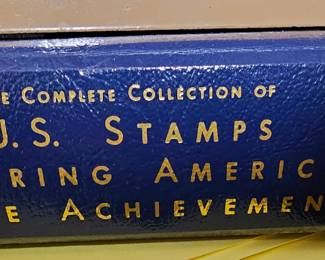 E COMPLETE COLLECTION OF
U.S. STAMPS
RING AMERIC
E ACHIEVEMEN